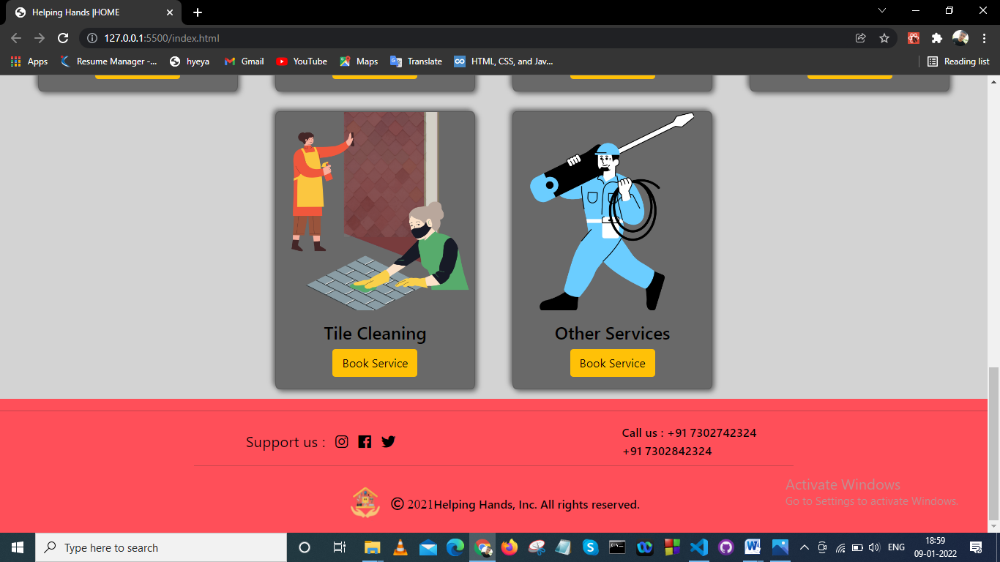 Helping Hands |HOME
127.0.0.1:5500/index.html
Apps Resume Manager -... hyeya Gmail YouTube Maps Translate HTML, CSS, and Jav... Reading list
Tile Cleaning
Book Service
Other Services
Book Service
Support us :
Call us : +91 7302742324
+91 7302842324
© 2021Helping Hands, Inc. All rights reserved.
Activate Windows
Go to Settings to activate Windows.
Type here to search
ENG
18:59
09-01-2022